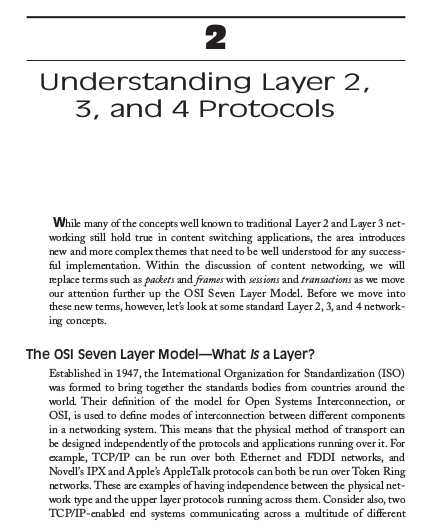 2
Understanding Layer 2,
3, and 4 Protocols
While many of the concepts well known to traditional Layer 2 and Layer 3 net-
working still hold true in content switching applications, the area introduces
new and more complex themes that need to be well understood for any success-
ful implementation. Within the discussion of content networking, we will
replace terms such as packets and frames with sessions and transactions as we move
our attention further up the OSI Seven Layer Model. Before we move into
these new terms, however, let's look at some standard Layer 2, 3, and 4 network-
ing concepts.
The OSI Seven Layer Model—What Is a Layer?
Established in 1947, the International Organization for Standardization (ISO)
was formed to bring together the standards bodies from countries around the
world. Their definition of the model for Open Systems Interconnection, or
OSI, is used to define modes of interconnection between different components
in a networking system. This means that the physical method of transport can
be designed independently of the protocols and applications running over it. For
example, TCP/IP can be run over both Ethernet and FDDI networks, and
Novell's IPX and Apple's AppleTalk protocols can both be run over Token Ring
networks. These are examples of having independence between the physical net-
work type and the upper layer protocols running across them. Consider also, two
TCP/IP-enabled end systems communicating across a multitude of different